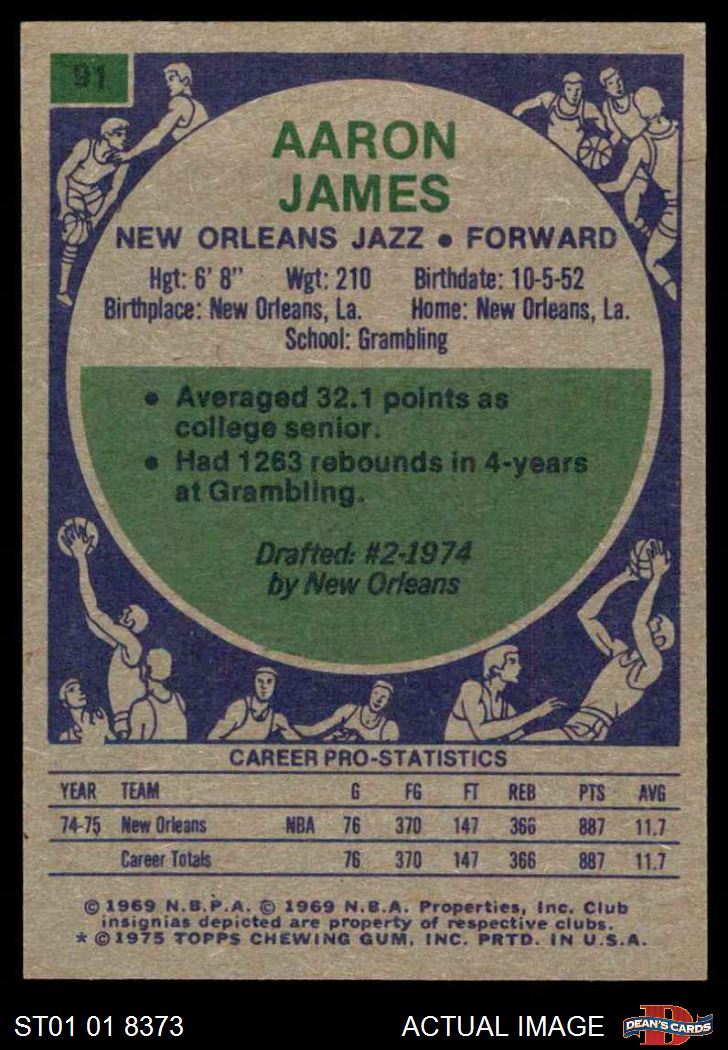 91
AARON
JAMES
NEW ORLEANS JAZZ • FORWARD
Hgt: 6' 8" Wgt: 210 Birthdate: 10-5-52
Birthplace: New Orleans, La. Home: New Orleans, La.
School: Grambling
• Averaged 32.1 points as
college senior.
• Had 1263 rebounds in 4-years
at Grambling.
Drafted: #2-1974
by New Orleans
CAREER PRO-STATISTICS
YEAR TEAM G FG FT REB PTS AVG
74-75 New Orleans NBA 76 370 147 366 887 11.7
Career Totals 76 370 147 366 887 11.7
© 1969 N.B.P.A. © 1969 N.B.A. Properties, Inc. Club
insignias depicted are property of respective clubs.
* © 1975 TOPPS CHEWING GUM, INC. PRTD. IN U.S.A.
ST01 01 8373 ACTUAL IMAGE D DEAN'S CARDS